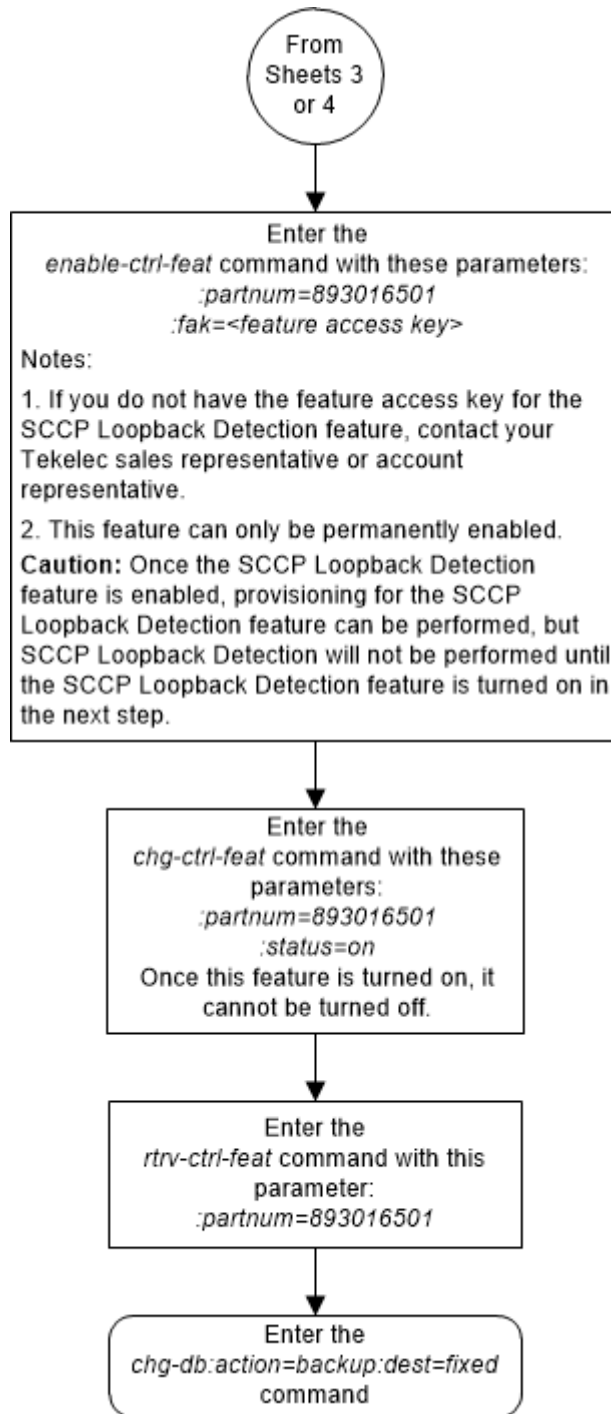 From
Sheets 3
or 4
Enter the
enable-ctrl-feat command with these parameters:
:partnum=893016501
:fak=<feature access key>
Notes:
1. If you do not have the feature access key for the
SCCP Loopback Detection feature, contact your
Tekelec sales representative or account
representative.
2. This feature can only be permanently enabled.
Caution: Once the SCCP Loopback Detection
feature is enabled, provisioning for the SCCP
Loopback Detection feature can be performed, but
SCCP Loopback Detection will not be performed until
the SCCP Loopback Detection feature is turned on in
the next step.
Enter the
chg-ctrl-feat command with these
parameters:
:partnum=893016501
:status=on
Once this feature is turned on, it
cannot be turned off.
Enter the
rtrv-ctrl-feat command with this
parameter:
:partnum=893016501
Enter the
chg-db:action=backup:dest=fixed
command